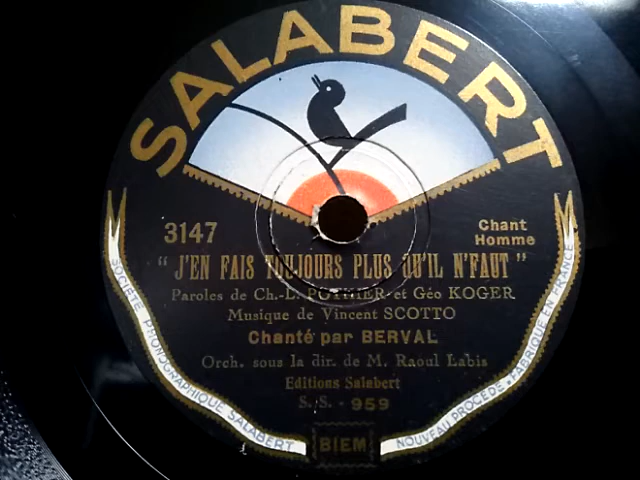 SALABERT
3147
Chant
Homme
" J'EN FAIS TOUJOURS PLUS QU'IL N'FAUT "
Paroles de Ch.-L. POTHIER et Géo KOGER
Musique de Vincent SCOTTO
Chanté par BERVAL
Orch. sous la dir. de M. Raoul Labis
Editions Salabert
S. S. - 959
SOCIÉTÉ PHONOGRAPHIQUE SALABERT
BIEM
NOUVEAU PROCÉDÉ • FABRIQUÉ EN FRANCE